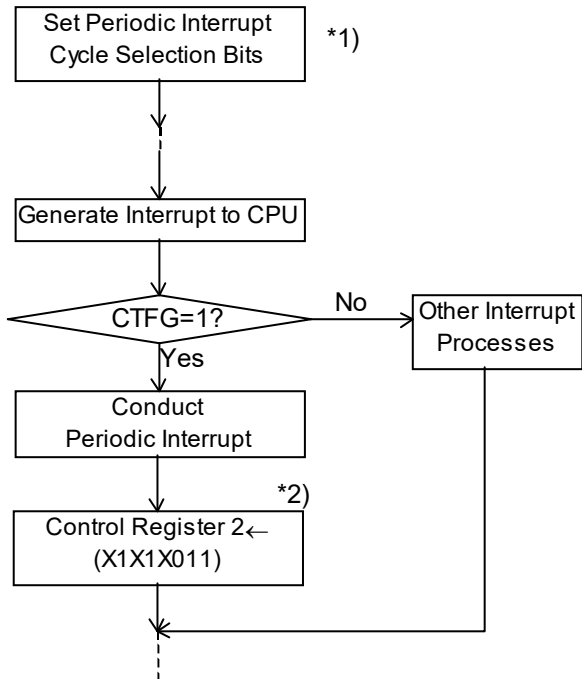 Set Periodic Interrupt
Cycle Selection Bits
*1)
Generate Interrupt to CPU
CTFG=1?
No
Other Interrupt
Processes
Yes
Conduct
Periodic Interrupt
*2)
Control Register 2←
(X1X1X011)